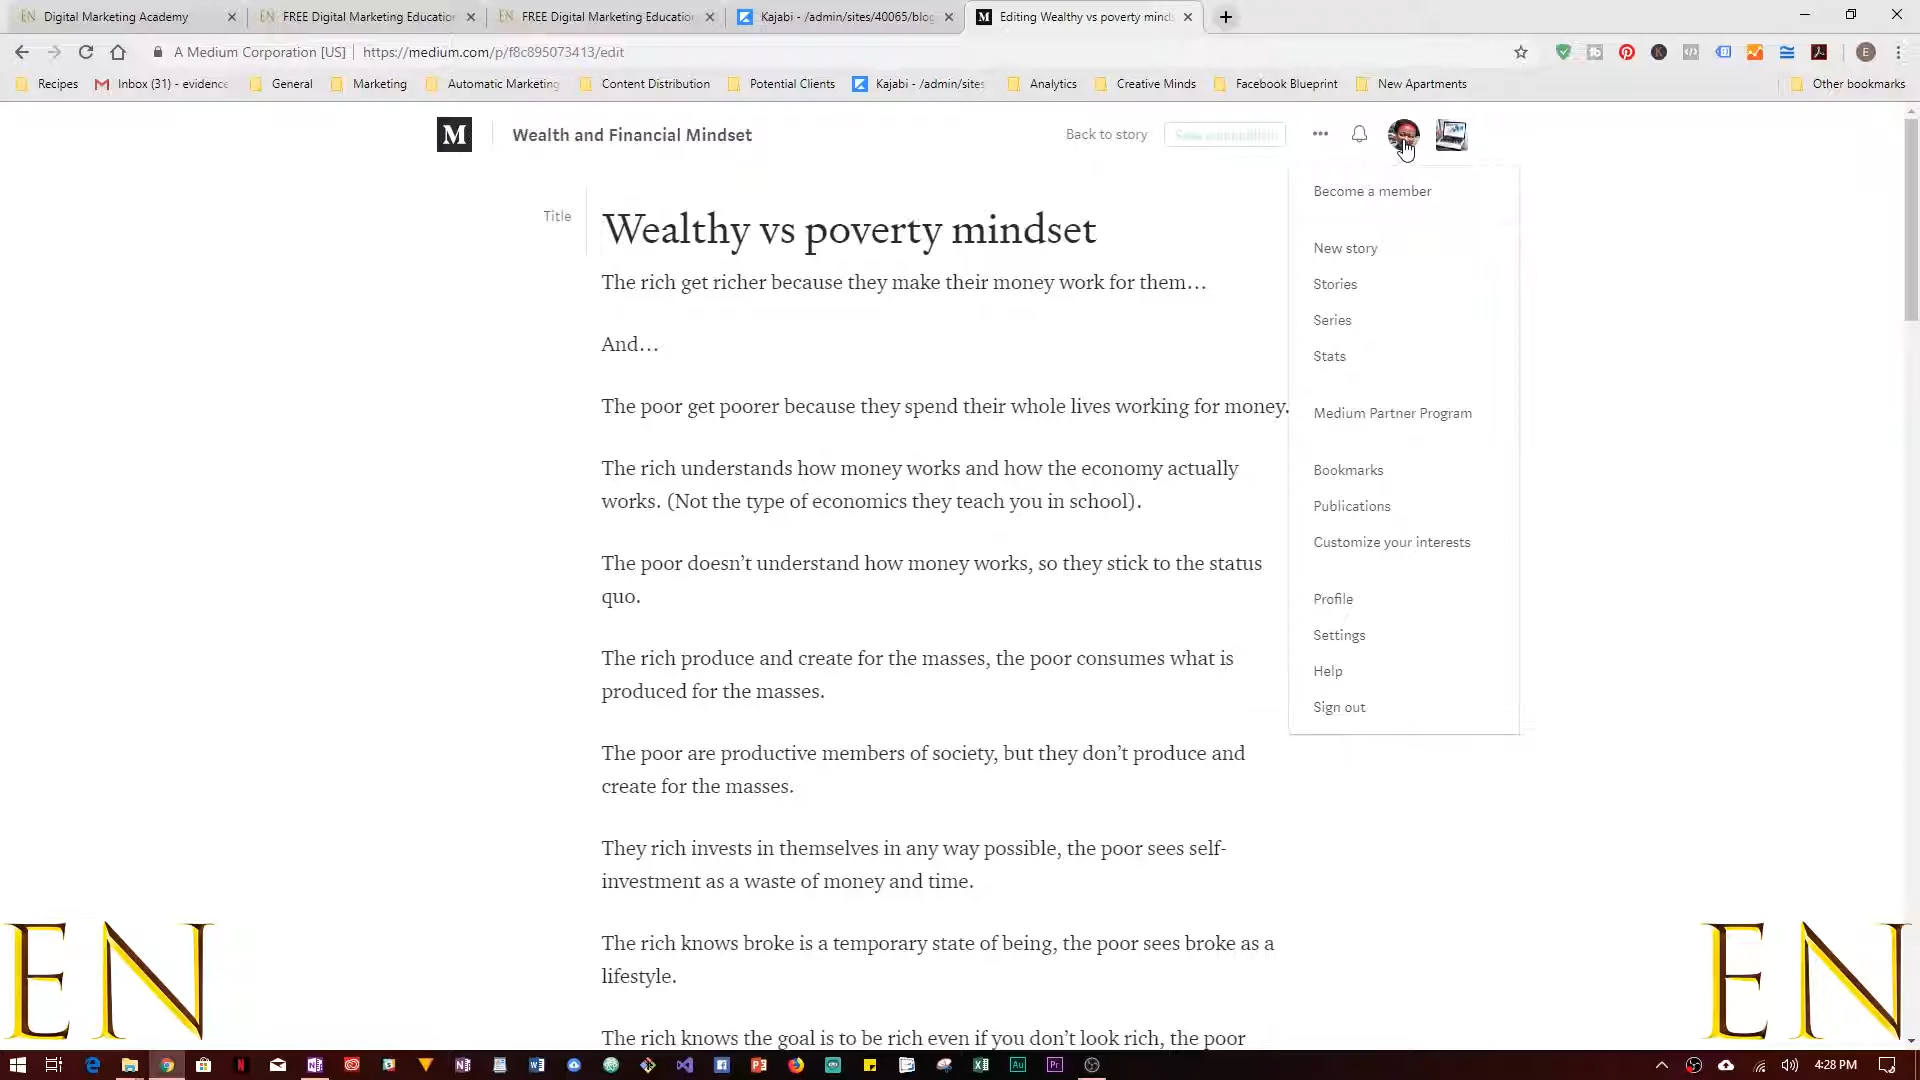 EN Digital Marketing Academy
EN FREE Digital Marketing Education
EN FREE Digital Marketing Education
Kajabi - /admin/sites/40065/blog
M Editing Wealthy vs poverty minds
A Medium Corporation [US] https://medium.com/p/f8c895073413/edit
Recipes
Inbox (31) - evidence
General
Marketing
Automatic Marketing
Content Distribution
Potential Clients
Kajabi - /admin/sites
Analytics
Creative Minds
Facebook Blueprint
New Apartments
Other bookmarks
M Wealth and Financial Mindset
Back to story
Title
Wealthy vs poverty mindset
The rich get richer because they make their money work for them…
And…
The poor get poorer because they spend their whole lives working for money.
The rich understands how money works and how the economy actually
works. (Not the type of economics they teach you in school).
The poor doesn’t understand how money works, so they stick to the status
quo.
The rich produce and create for the masses, the poor consumes what is
produced for the masses.
The poor are productive members of society, but they don’t produce and
create for the masses.
They rich invests in themselves in any way possible, the poor sees self-
investment as a waste of money and time.
The rich knows broke is a temporary state of being, the poor sees broke as a
lifestyle.
The rich knows the goal is to be rich even if you don’t look rich, the poor
Become a member
New story
Stories
Series
Stats
Medium Partner Program
Bookmarks
Publications
Customize your interests
Profile
Settings
Help
Sign out
EN
EN
4:28 PM